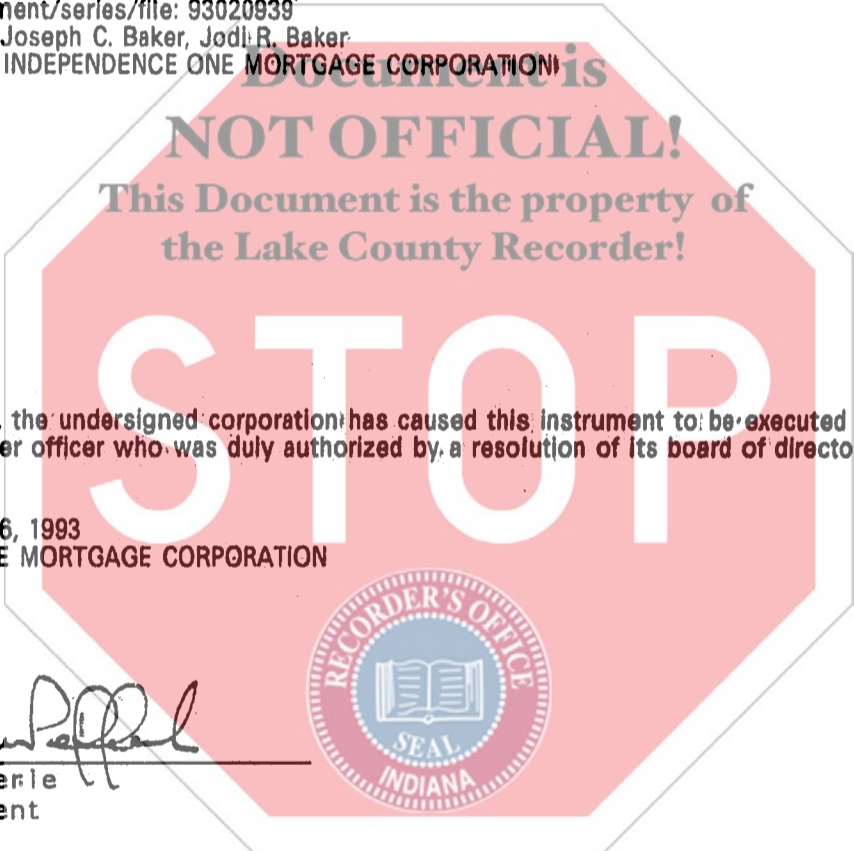 ment/series/file: 93020939
Joseph C. Baker, Jodi R. Baker
INDEPENDENCE ONE MORTGAGE CORPORATION
Document is
NOT OFFICIAL!
This Document is the property of
the Lake County Recorder!
STOP
, the undersigned corporation has caused this instrument to be executed
er officer who was duly authorized by a resolution of its board of directo
6, 1993
E MORTGAGE CORPORATION
RECORDER'S OFFICE
SEAL
INDIANA
erle
ent